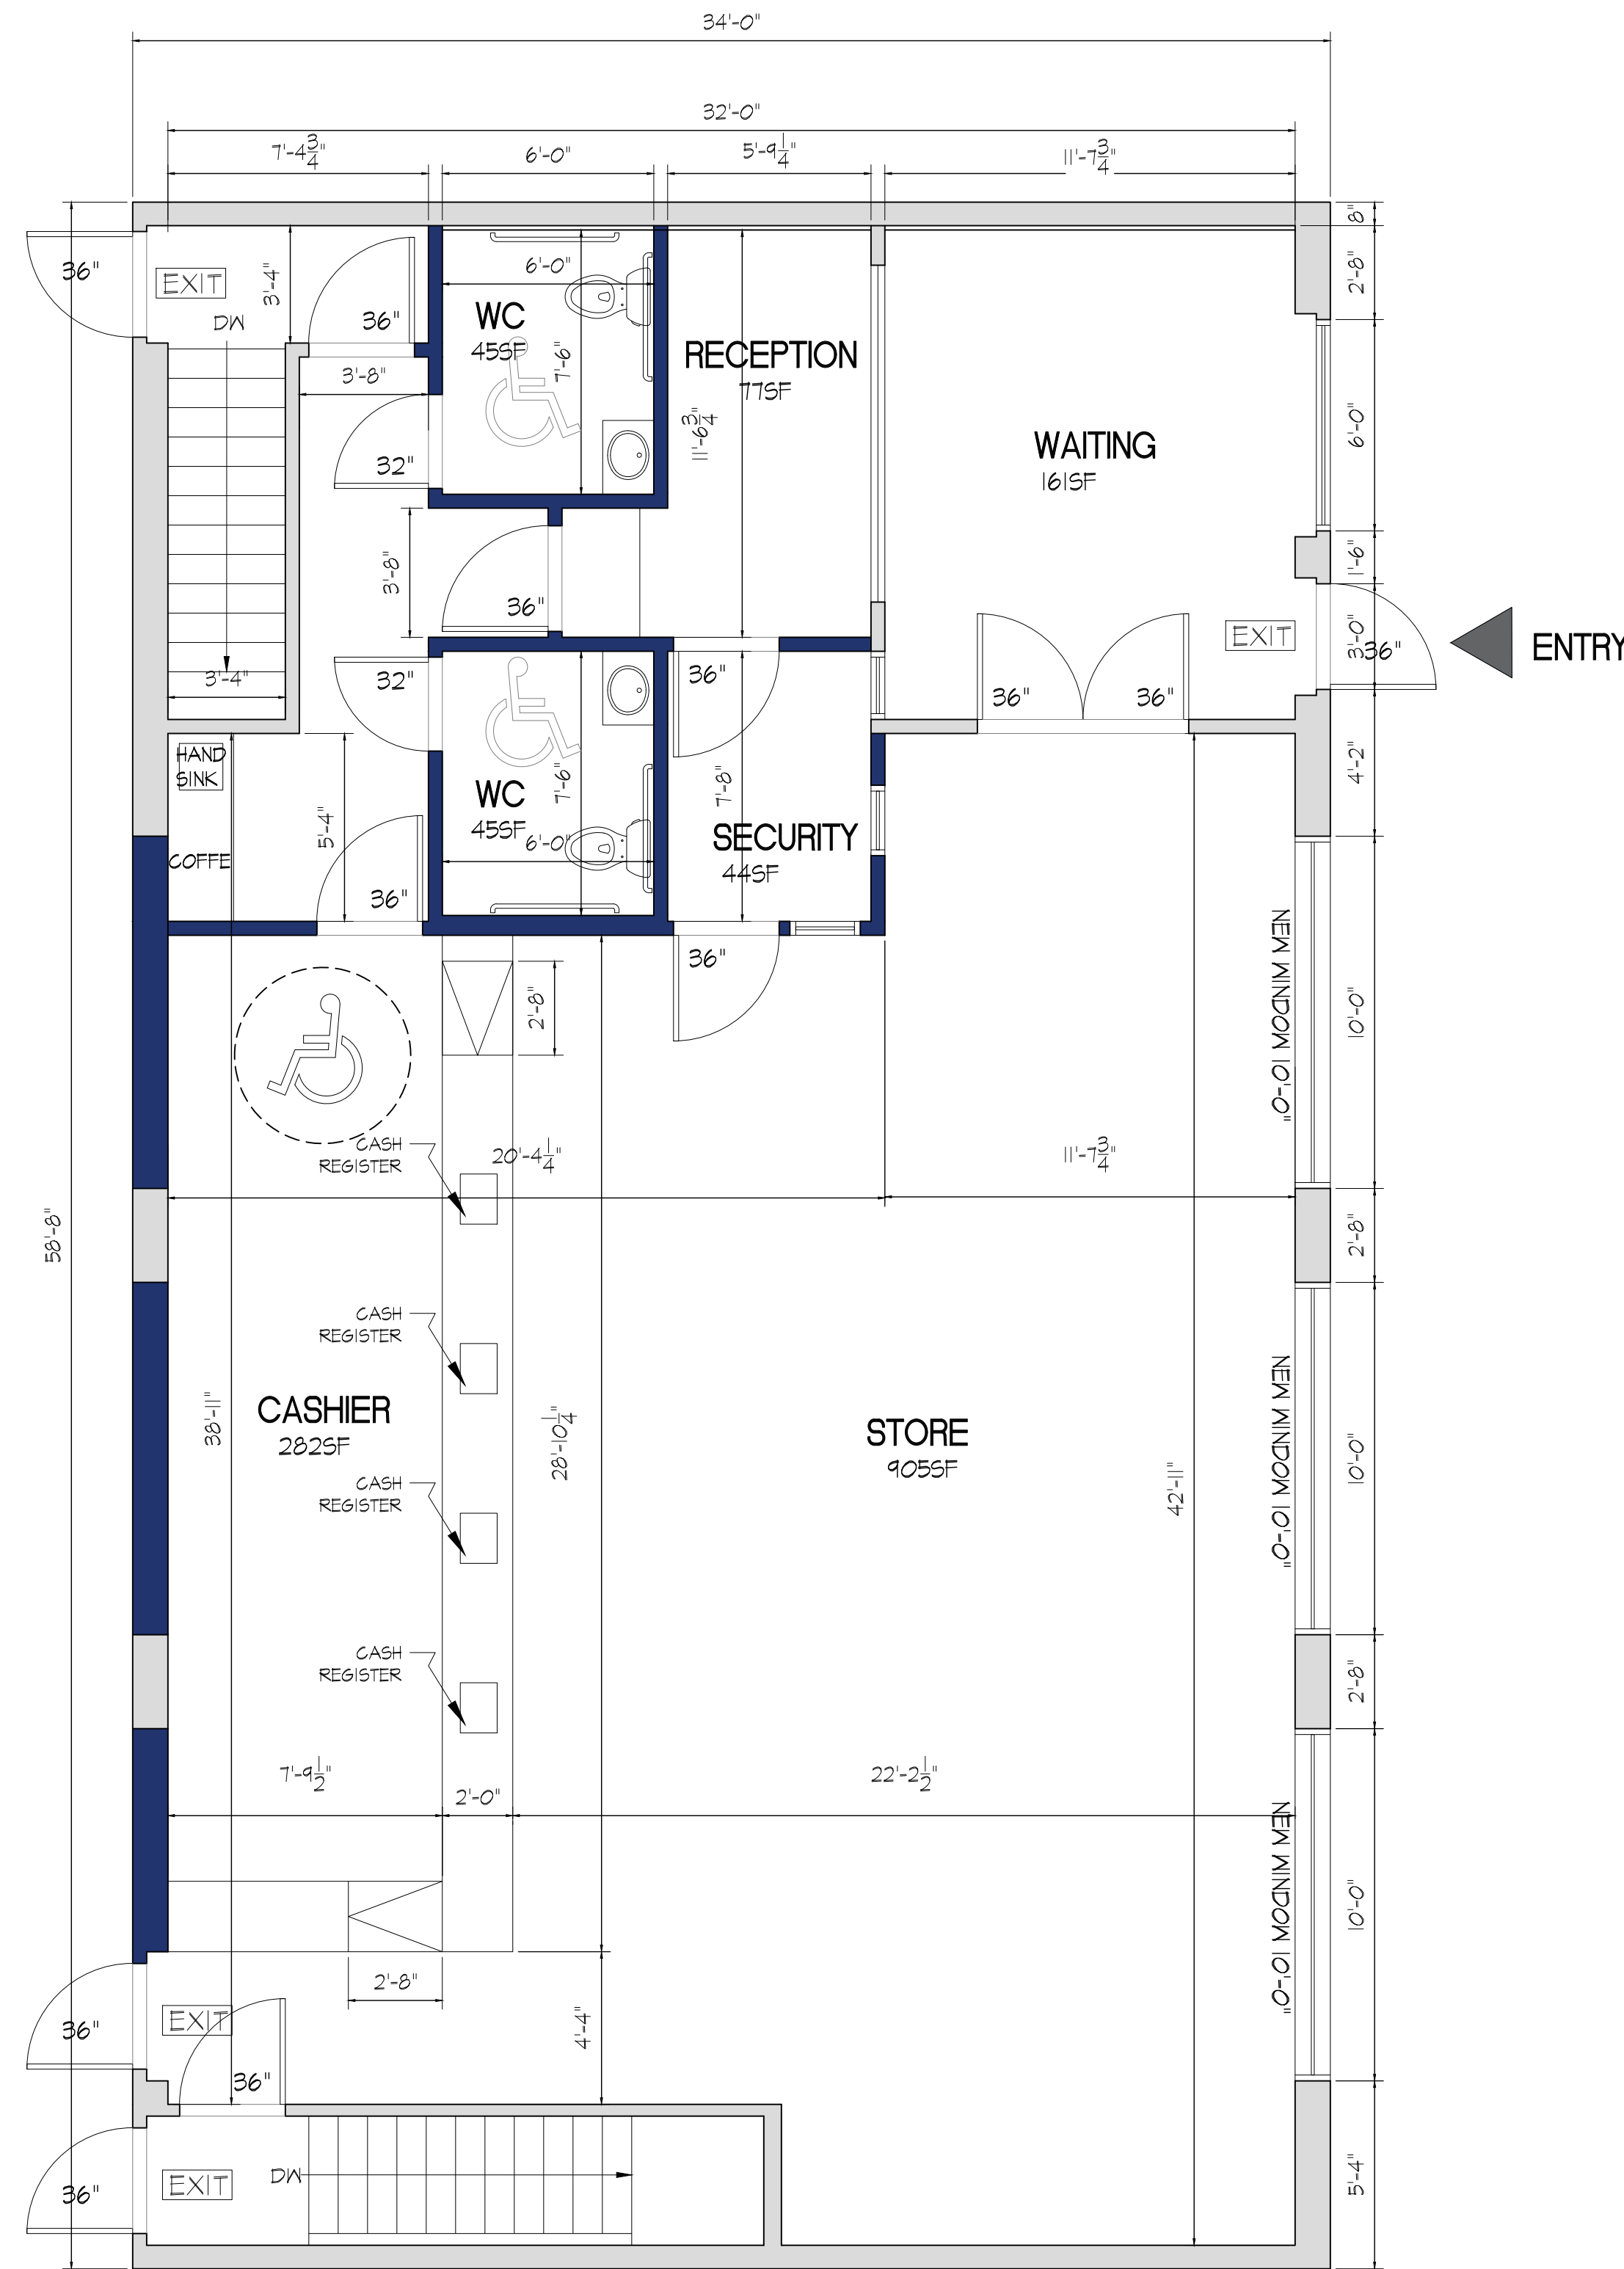 34'-0"
32'-0"
7'-4 3/4"
6'-0"
5'-9 1/4"
11'-7 3/4"
8"
2'-8"
36"
EXIT
3'-4"
36"
6'-0"
WC
45SF
7'-6"
DW
3'-8"
RECEPTION
77SF
11'-6 3/4"
WAITING
161SF
6'-0"
32"
1'-6"
3'-8"
36"
EXIT
3'-0"
36"
ENTRY
3'-4"
32"
36"
36"
36"
HAND
SINK
5'-4"
COFFE
36"
WC
45SF
7'-6"
6'-0"
7'-8"
SECURITY
44SF
4'-2"
36"
2'-8"
NEW WINDOW 10'-0"
10'-0"
CASH
REGISTER
20'-4 1/4"
11'-7 3/4"
58'-8"
2'-8"
CASH
REGISTER
38'-11"
CASHIER
282SF
28'-10 1/4"
STORE
905SF
42'-11"
NEW WINDOW 10'-0"
10'-0"
CASH
REGISTER
CASH
REGISTER
2'-8"
7'-9 1/2"
2'-0"
22'-2 1/2"
NEW WINDOW 10'-0"
10'-0"
2'-8"
36"
EXIT
4'-4"
36"
36"
EXIT
DW
5'-4"